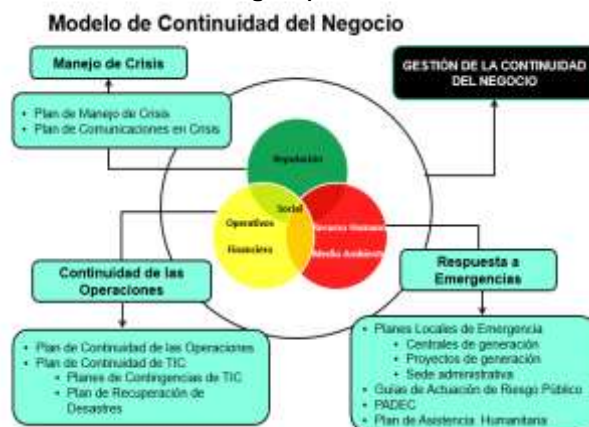 Modelo de Continuidad del Negocio
Manejo de Crisis
GESTIÓN DE LA CONTINUIDAD
DEL NEGOCIO
• Plan de Manejo de Crisis
• Plan de Comunicaciones en Crisis
Reputación
Social
Operativos
Financiero
Recurso Humano
Medio Ambiente
Continuidad de las
Operaciones
Respuesta a
Emergencias
• Plan de Continuidad de las Operaciones
• Plan de Continuidad de TIC
• Planes de Contingencias de TIC
• Plan de Recuperación de
Desastres
• Planes Locales de Emergencia
• Centrales de generación
• Proyectos de generación
• Sede administrativa
• Guías de Actuación de Riesgo Público
• PADEC
• Plan de Asistencia Humanitaria